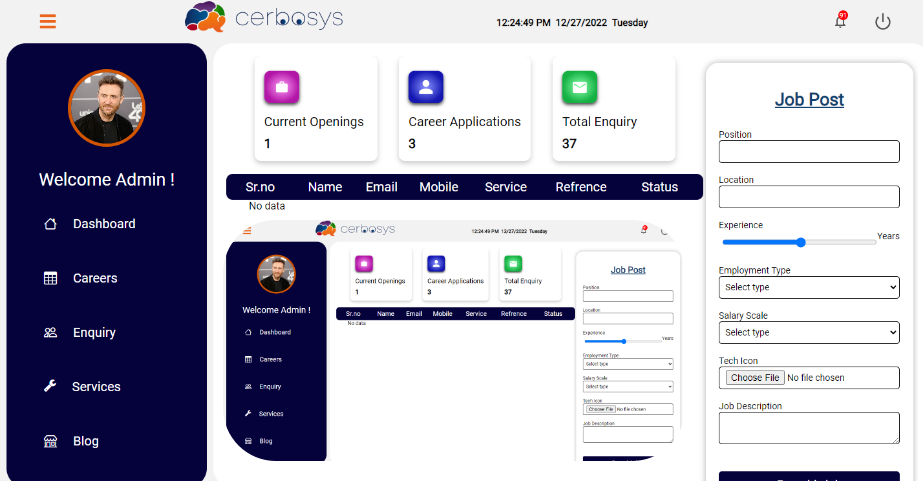 cerbosys
12:24:49 PM 12/27/2022 Tuesday
91
Welcome Admin !
Dashboard
Careers
Enquiry
Services
Blog
Current Openings
1
Career Applications
3
Total Enquiry
37
Sr.no Name Email Mobile Service Refrence Status
No data
cerbosys
12:24:49 PM 12/27/2022 Tuesday
Welcome Admin !
Dashboard
Careers
Enquiry
Services
Blog
Current Openings
1
Career Applications
3
Total Enquiry
37
Sr.no Name Email Mobile Service Refrence Status
No data
Job Post
Position
Location
Experience
Years
Employment Type
Select type
Salary Scale
Select type
Tech Icon
Choose File No file chosen
Job Description
Job Post
Position
Location
Experience
Years
Employment Type
Select type
Salary Scale
Select type
Tech Icon
Choose File No file chosen
Job Description